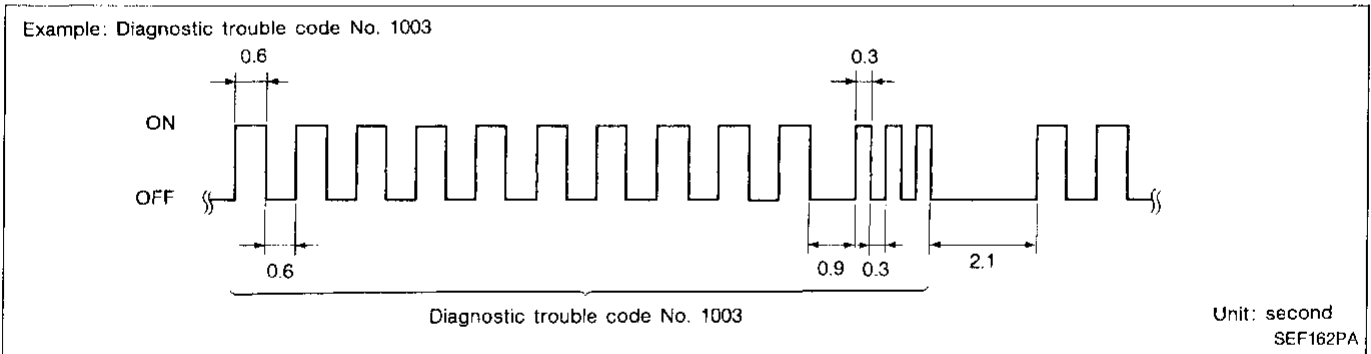 Example: Diagnostic trouble code No. 1003
0.6
0.3
ON
OFF
0.6
0.9
0.3
2.1
Diagnostic trouble code No. 1003
Unit: second
SEF162PA